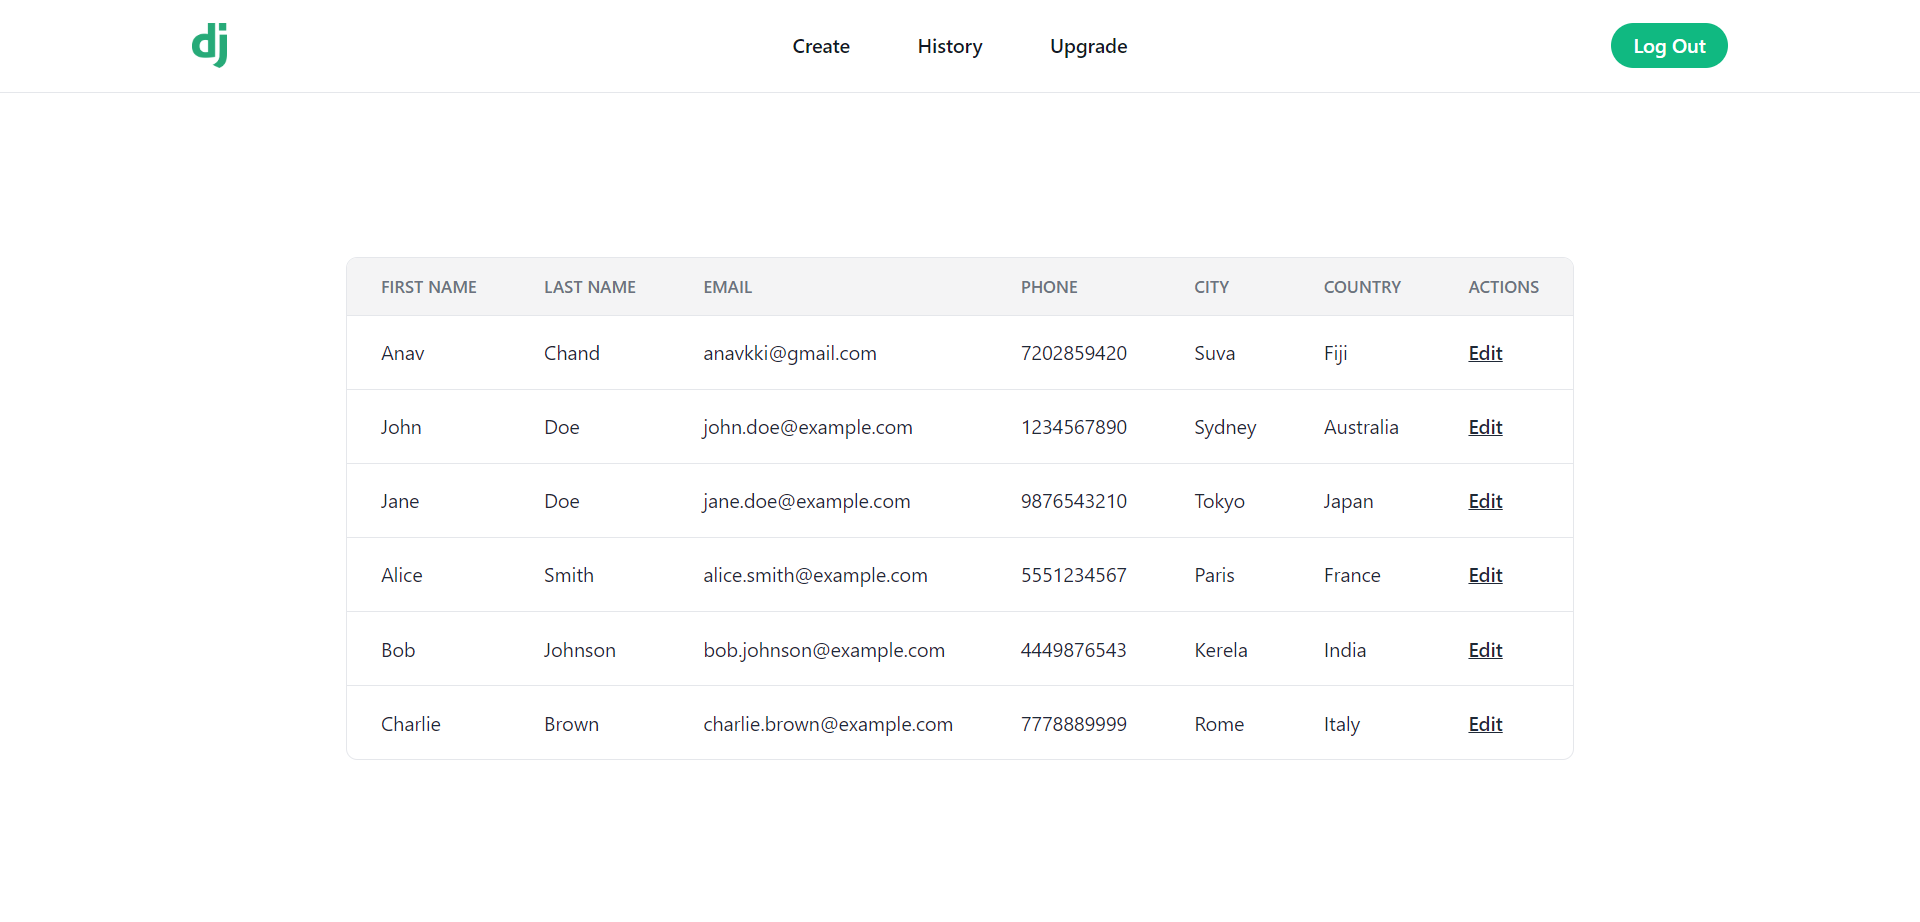 dj Create History Upgrade Log Out
FIRST NAME LAST NAME EMAIL PHONE CITY COUNTRY ACTIONS
Anav Chand anavkki@gmail.com 7202859420 Suva Fiji Edit
John Doe john.doe@example.com 1234567890 Sydney Australia Edit
Jane Doe jane.doe@example.com 9876543210 Tokyo Japan Edit
Alice Smith alice.smith@example.com 5551234567 Paris France Edit
Bob Johnson bob.johnson@example.com 4449876543 Kerela India Edit
Charlie Brown charlie.brown@example.com 7778889999 Rome Italy Edit